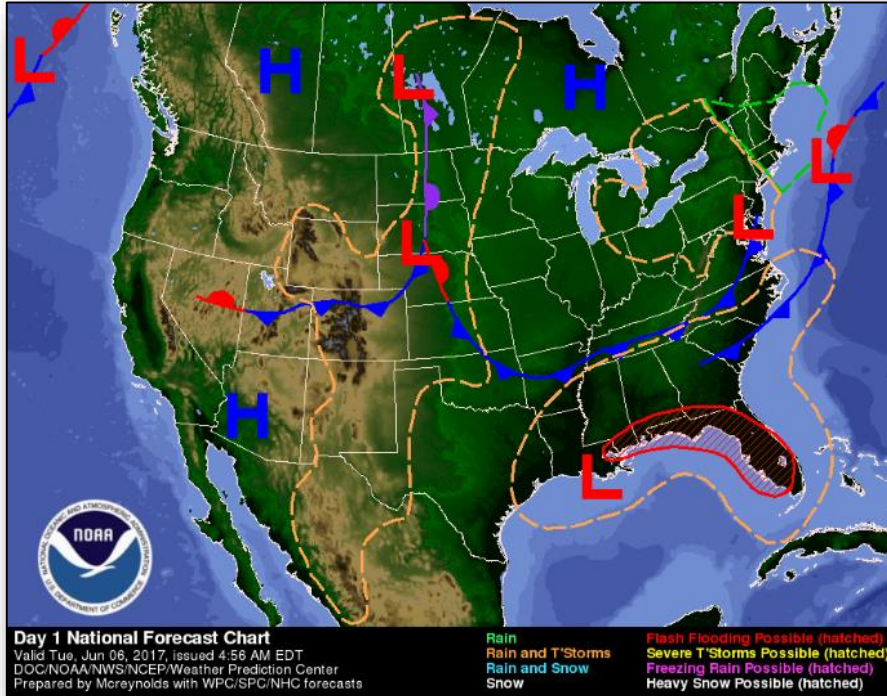 L
H
L
H
L
L
L
H
L
NATIONAL OCEANIC AND ATMOSPHERIC ADMINISTRATION
NOAA
U.S. DEPARTMENT OF COMMERCE
Day 1 National Forecast Chart
Valid Tue, Jun 06, 2017, issued 4:56 AM EDT
DOC/NOAA/NWS/NCEP/Weather Prediction Center
Prepared by Mcreynolds with WPC/SPC/NHC forecasts
Rain
Rain and T'Storms
Rain and Snow
Snow
Flash Flooding Possible (hatched)
Severe T'Storms Possible (hatched)
Freezing Rain Possible (hatched)
Heavy Snow Possible (hatched)